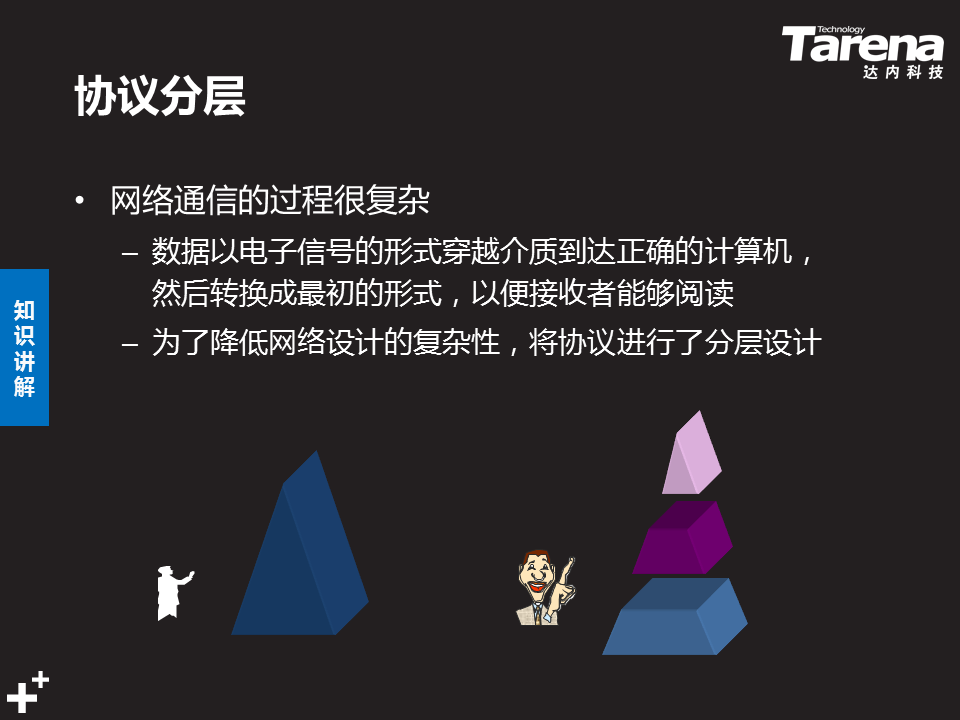 Technology
Tarena
达内科技
协议分层
• 网络通信的过程很复杂
– 数据以电子信号的形式穿越介质到达正确的计算机，
然后转换成最初的形式，以便接收者能够阅读
– 为了降低网络设计的复杂性，将协议进行了分层设计
知识讲解